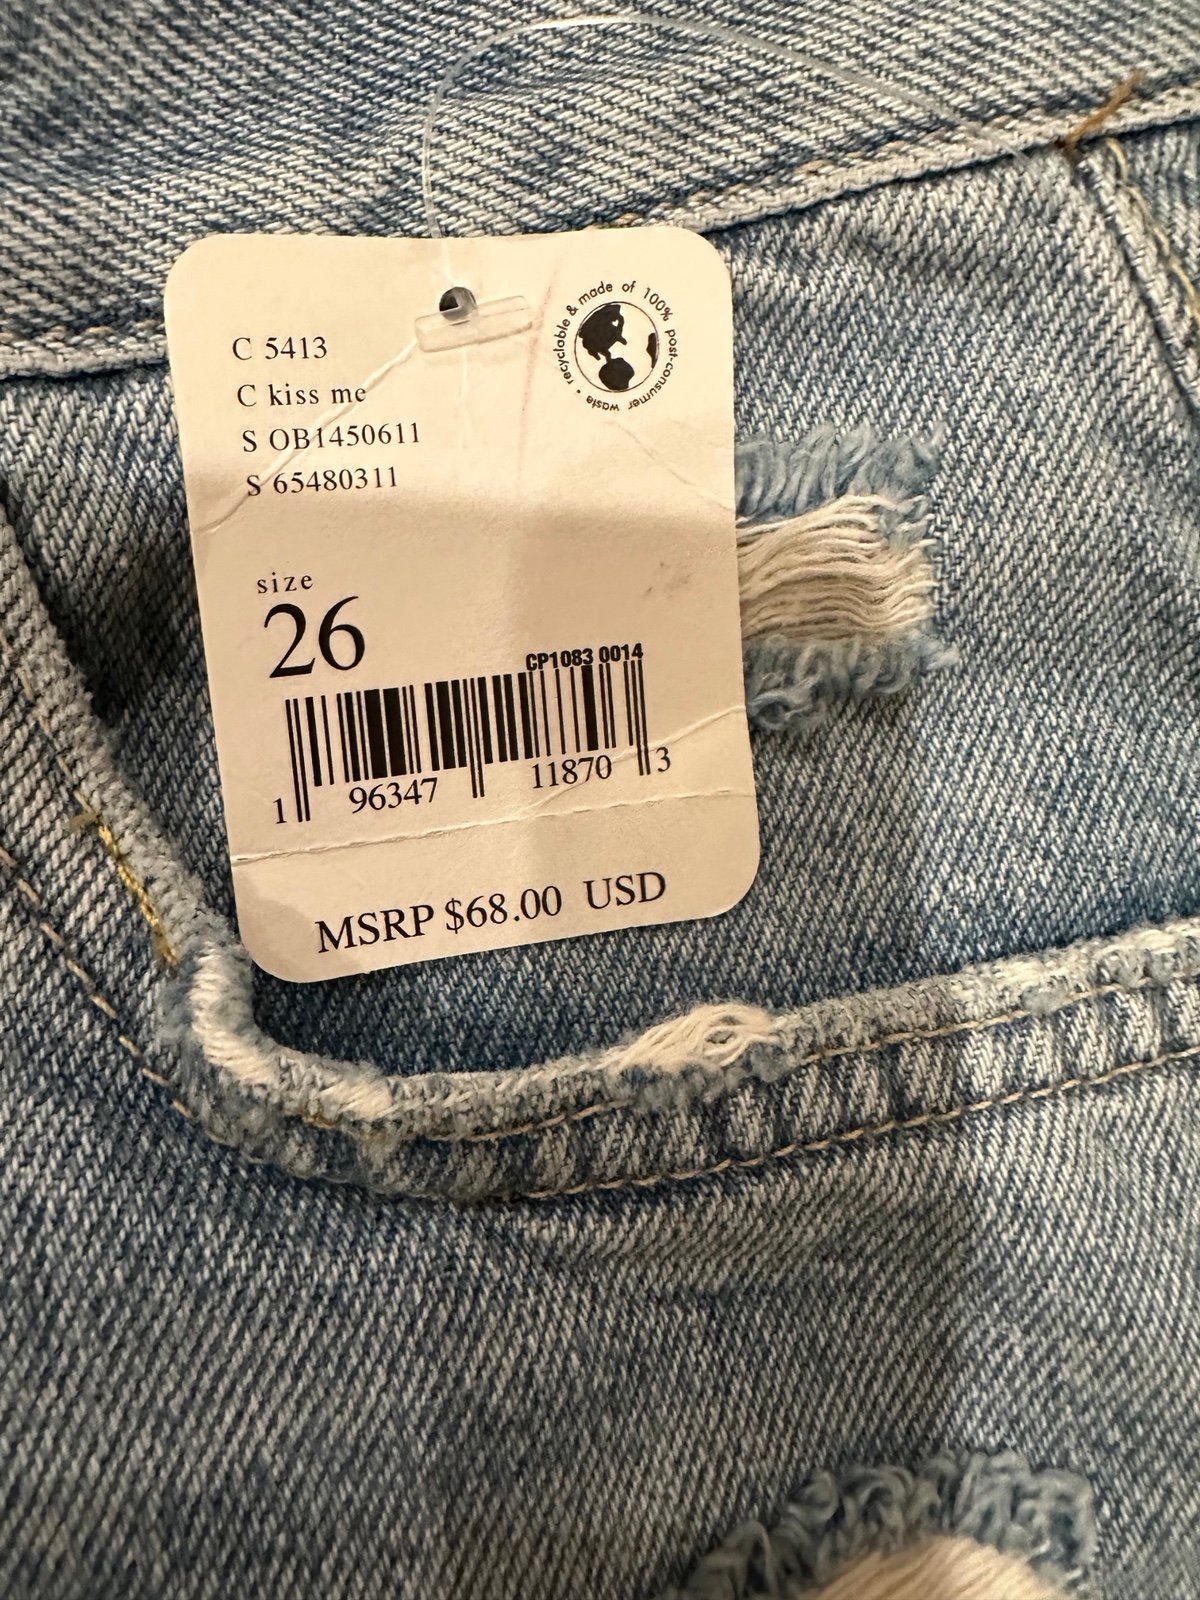 C 5413
C kiss me
S OB1450611
S 65480311
recyclable & made of 100% post-consumer waste •
size
26
CP1083 0014
1 96347 11870 3
MSRP $68.00 USD